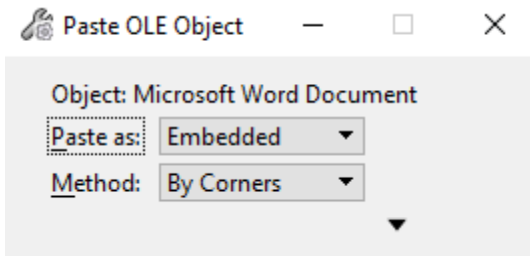 Paste OLE Object
Object: Microsoft Word Document
Paste as: Embedded
Method: By Corners